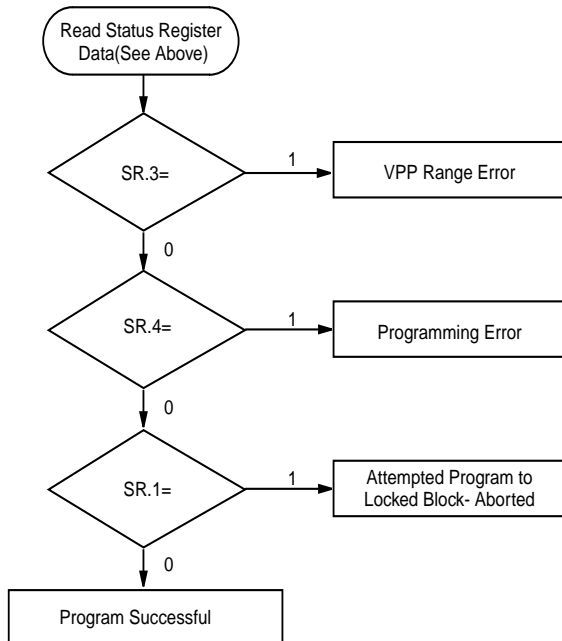 Read Status Register
Data(See Above)
SR.3=
1
VPP Range Error
0
SR.4=
1
Programming Error
0
SR.1=
1
Attempted Program to
Locked Block- Aborted
0
Program Successful